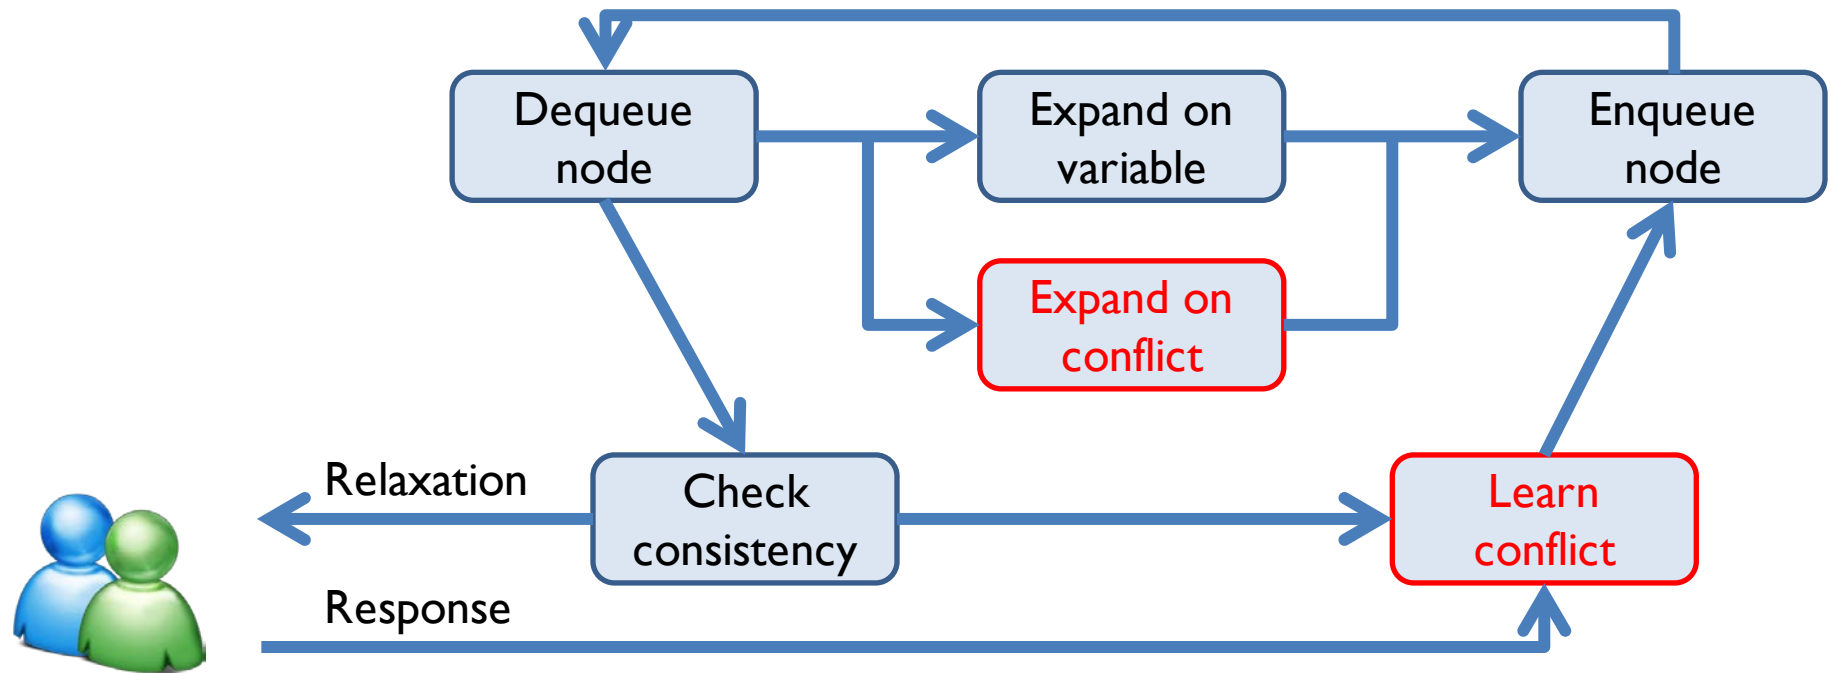 Dequeue
node
Expand on
variable
Enqueue
node
Expand on
conflict
Relaxation
Check
consistency
Learn
conflict
Response